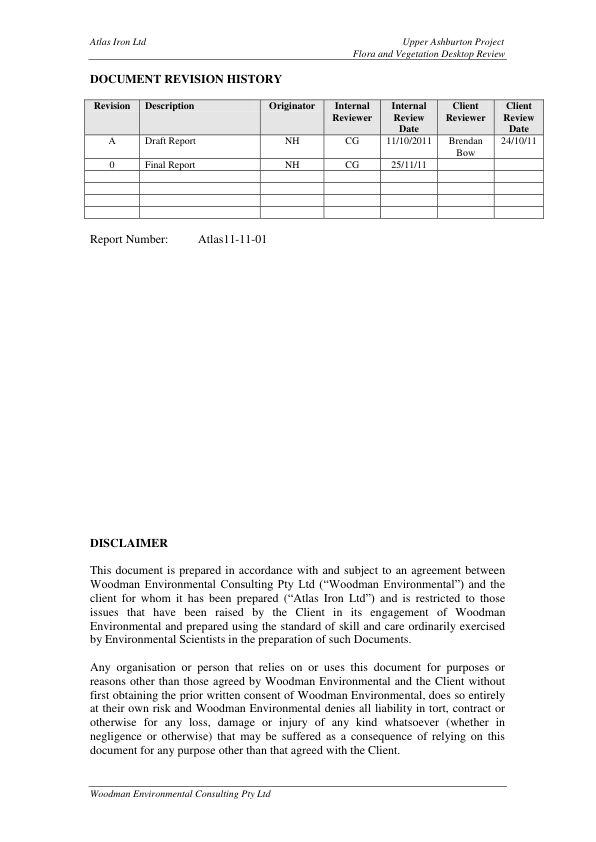 Atlas Iron Ltd Upper Ashburton Project
Flora and Vegetation Desktop Review
DOCUMENT REVISION HISTORY
Revision Description Originator Internal Reviewer Internal Review Date Client Reviewer Client Review Date
A Draft Report NH CG 11/10/2011 Brendan Bow 24/10/11
0 Final Report NH CG 25/11/11
Report Number: Atlas11-11-01
DISCLAIMER
This document is prepared in accordance with and subject to an agreement between
Woodman Environmental Consulting Pty Ltd (“Woodman Environmental”) and the
client for whom it has been prepared (“Atlas Iron Ltd”) and is restricted to those
issues that have been raised by the Client in its engagement of Woodman
Environmental and prepared using the standard of skill and care ordinarily exercised
by Environmental Scientists in the preparation of such Documents.
Any organisation or person that relies on or uses this document for purposes or
reasons other than those agreed by Woodman Environmental and the Client without
first obtaining the prior written consent of Woodman Environmental, does so entirely
at their own risk and Woodman Environmental denies all liability in tort, contract or
otherwise for any loss, damage or injury of any kind whatsoever (whether in
negligence or otherwise) that may be suffered as a consequence of relying on this
document for any purpose other than that agreed with the Client.
Woodman Environmental Consulting Pty Ltd